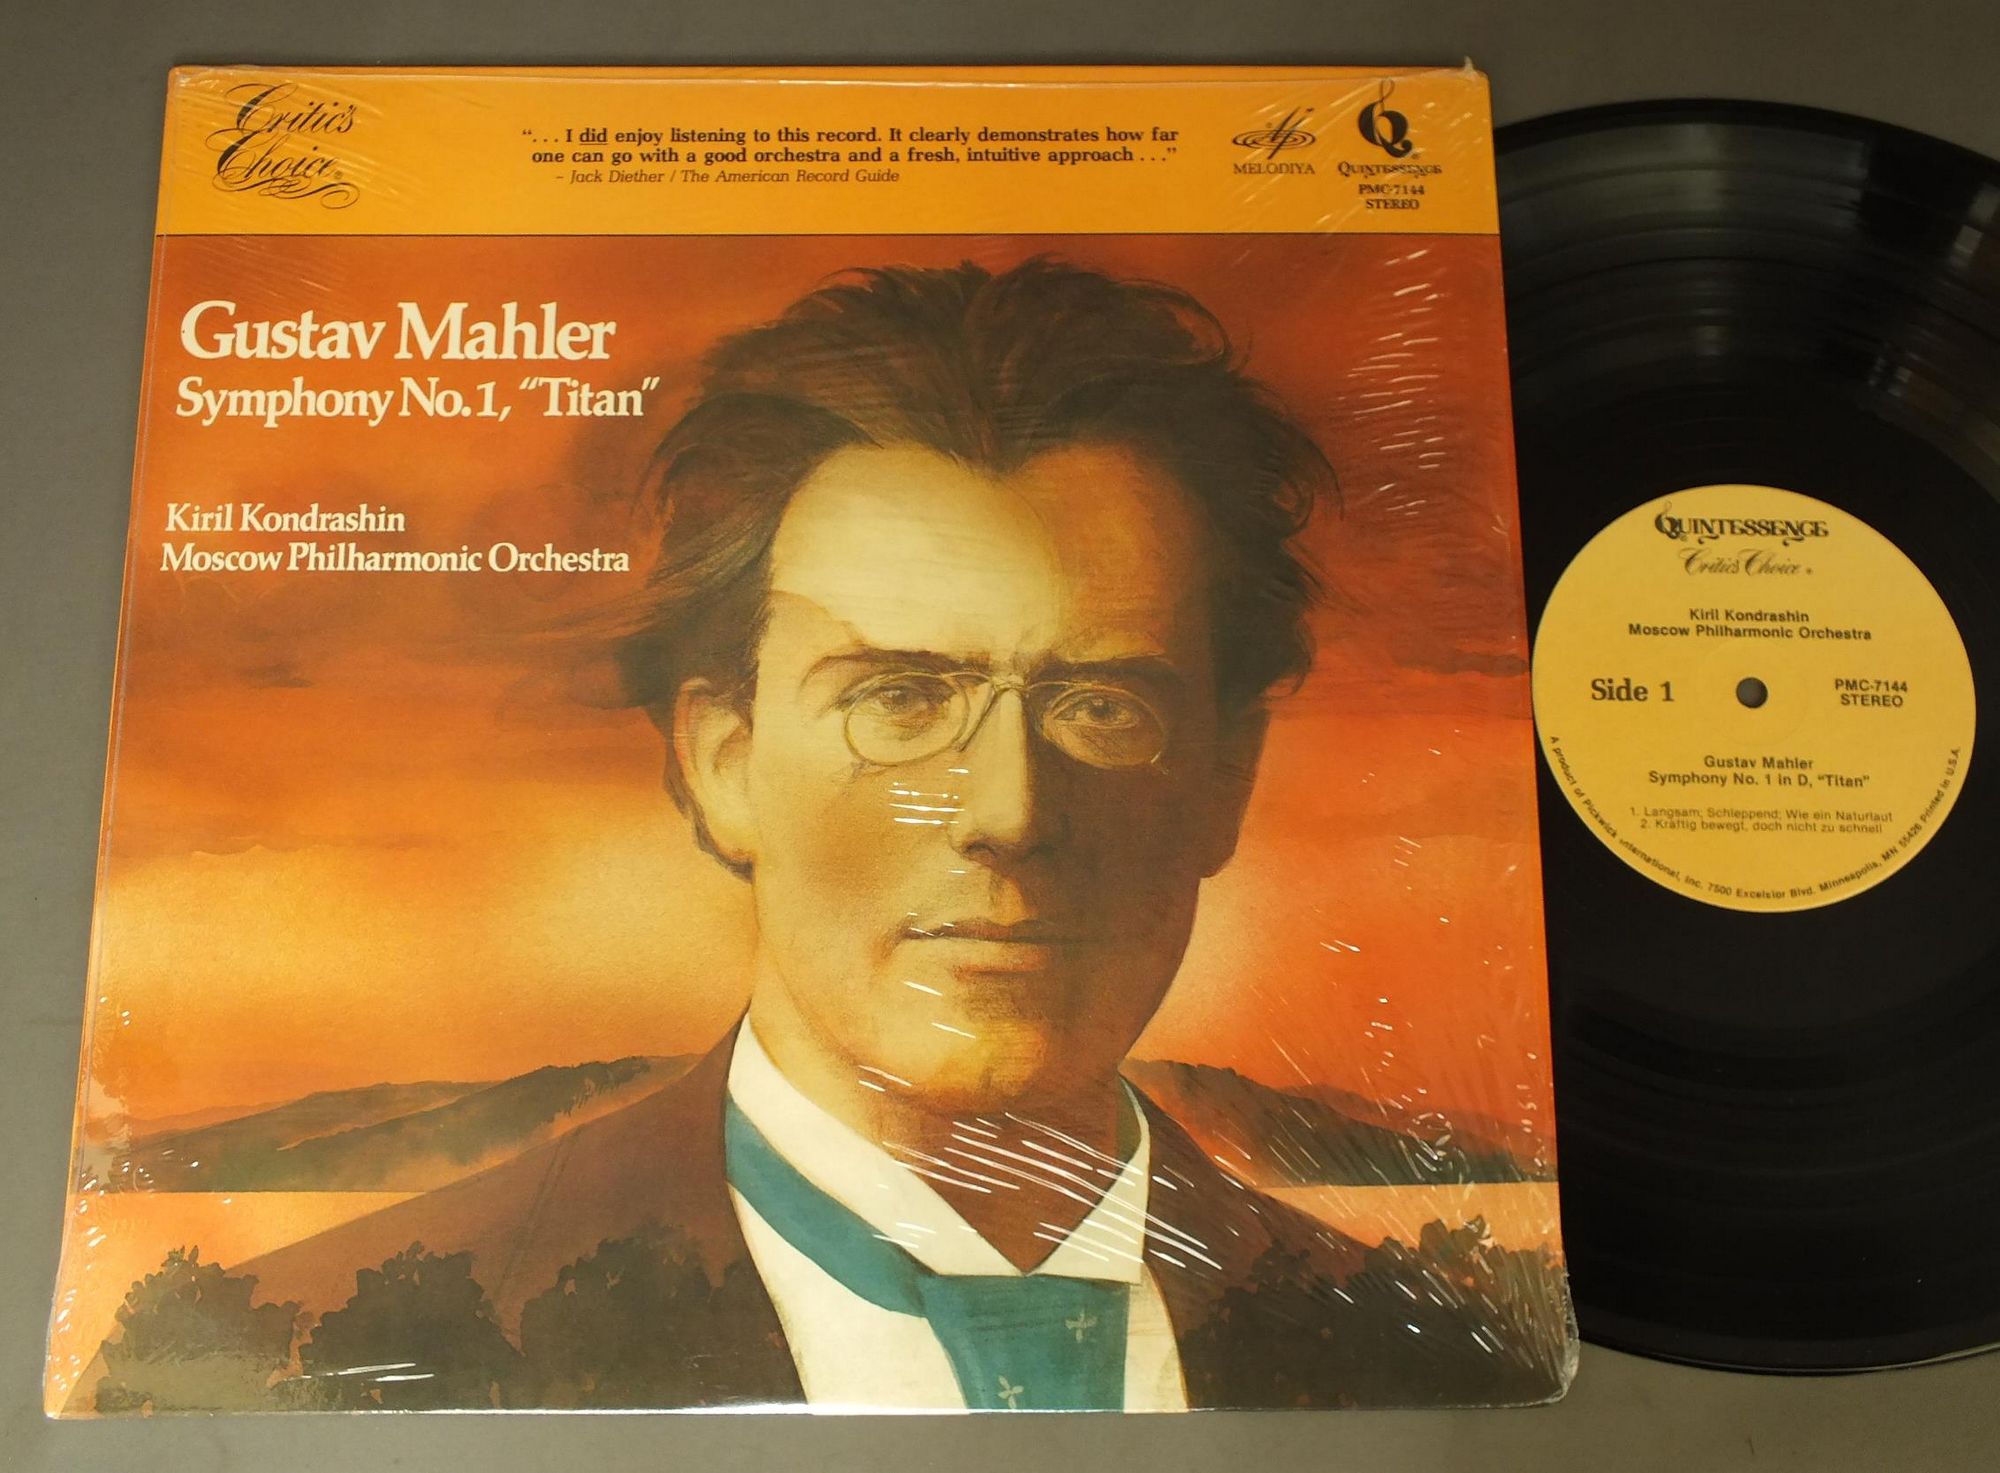 Critic's
Choice®
“. . . I did enjoy listening to this record. It clearly demonstrates how far
one can go with a good orchestra and a fresh, intuitive approach . . .”
– Jack Diether / The American Record Guide
MELODIYA
QUINTESSENCE®
PMC-7144
STEREO
Gustav Mahler
Symphony No. 1, “Titan”
Kiril Kondrashin
Moscow Philharmonic Orchestra
QUINTESSENCE
Critic's Choice®
Kiril Kondrashin
Moscow Philharmonic Orchestra
Side 1
PMC-7144
STEREO
Gustav Mahler
Symphony No. 1 in D, “Titan”
1. Langsam; Schleppend; Wie ein Naturlaut
2. Kräftig bewegt, doch nicht zu schnell
A product of Pickwick International, Inc. 7500 Excelsior Blvd. Minneapolis, MN 55426 Printed in U.S.A.